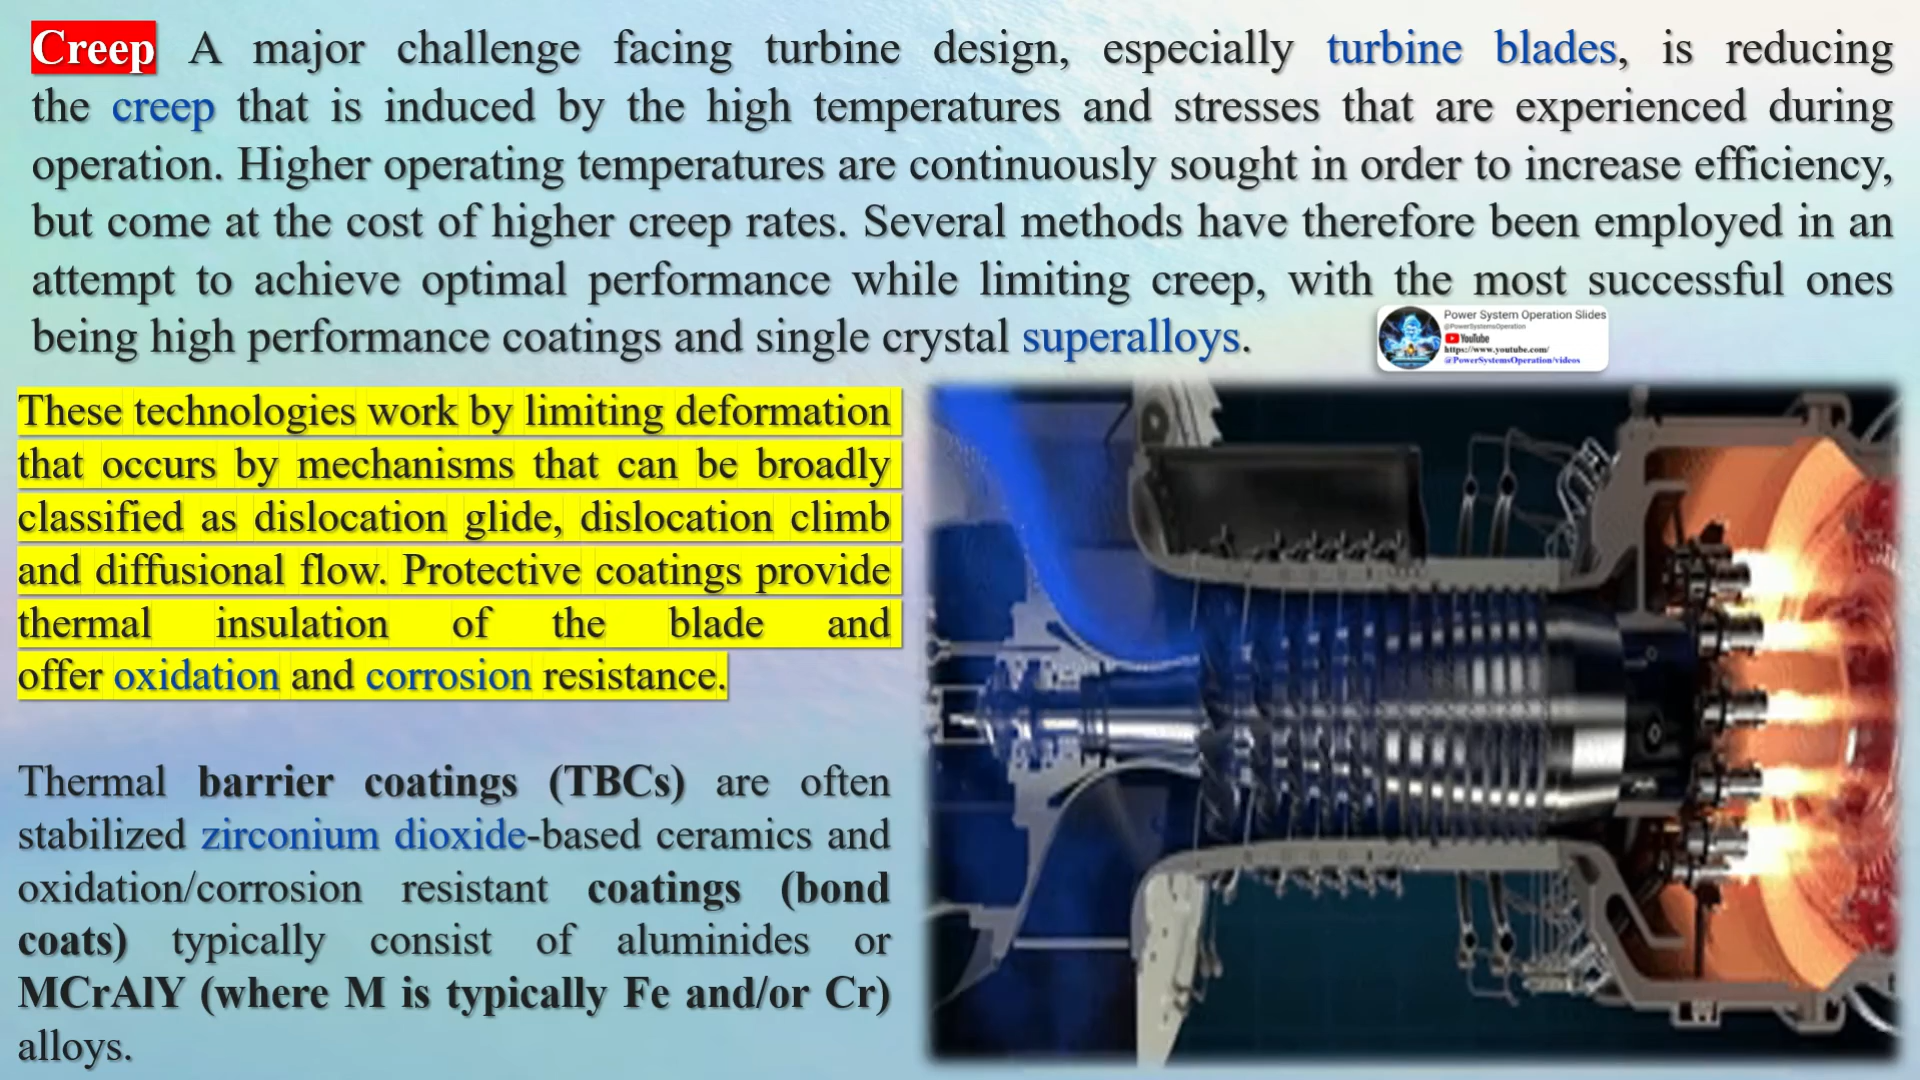 Creep A major challenge facing turbine design, especially turbine blades, is reducing
the creep that is induced by the high temperatures and stresses that are experienced during
operation. Higher operating temperatures are continuously sought in order to increase efficiency,
but come at the cost of higher creep rates. Several methods have therefore been employed in an
attempt to achieve optimal performance while limiting creep, with the most successful ones
being high performance coatings and single crystal superalloys.
Power System Operation Slides
@PowerSystemsOperation
YouTube
https://www.youtube.com/
@PowerSystemsOperation/videos
These technologies work by limiting deformation
that occurs by mechanisms that can be broadly
classified as dislocation glide, dislocation climb
and diffusional flow. Protective coatings provide
thermal insulation of the blade and
offer oxidation and corrosion resistance.
Thermal barrier coatings (TBCs) are often
stabilized zirconium dioxide-based ceramics and
oxidation/corrosion resistant coatings (bond
coats) typically consist of aluminides or
MCrAlY (where M is typically Fe and/or Cr)
alloys.